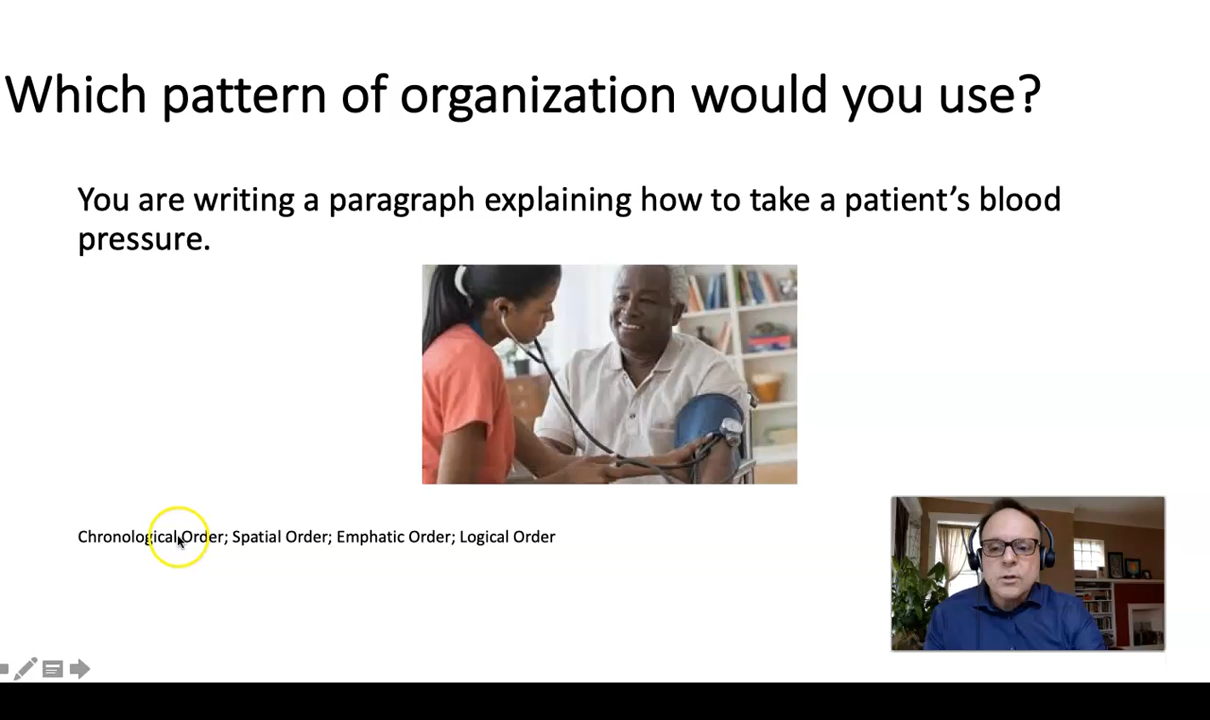 Which pattern of organization would you use?
You are writing a paragraph explaining how to take a patient’s blood
pressure.
Chronological Order; Spatial Order; Emphatic Order; Logical Order